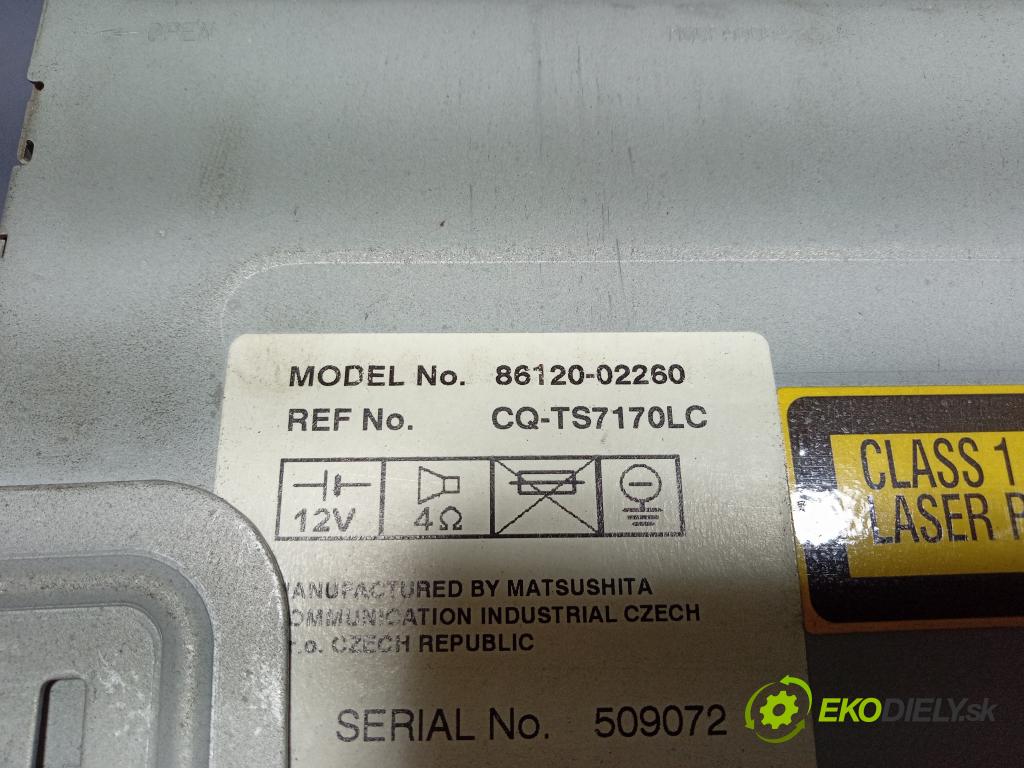 OPEN
MODEL No. 86120-02260
REF No. CQ-TS7170LC
12V 4Ω
ANUFACTURED BY MATSUSHITA
OMMUNICATION INDUSTRIAL CZECH
r.o. CZECH REPUBLIC
SERIAL No. 509072
CLASS 1
LASER P
EKODIELY.sk